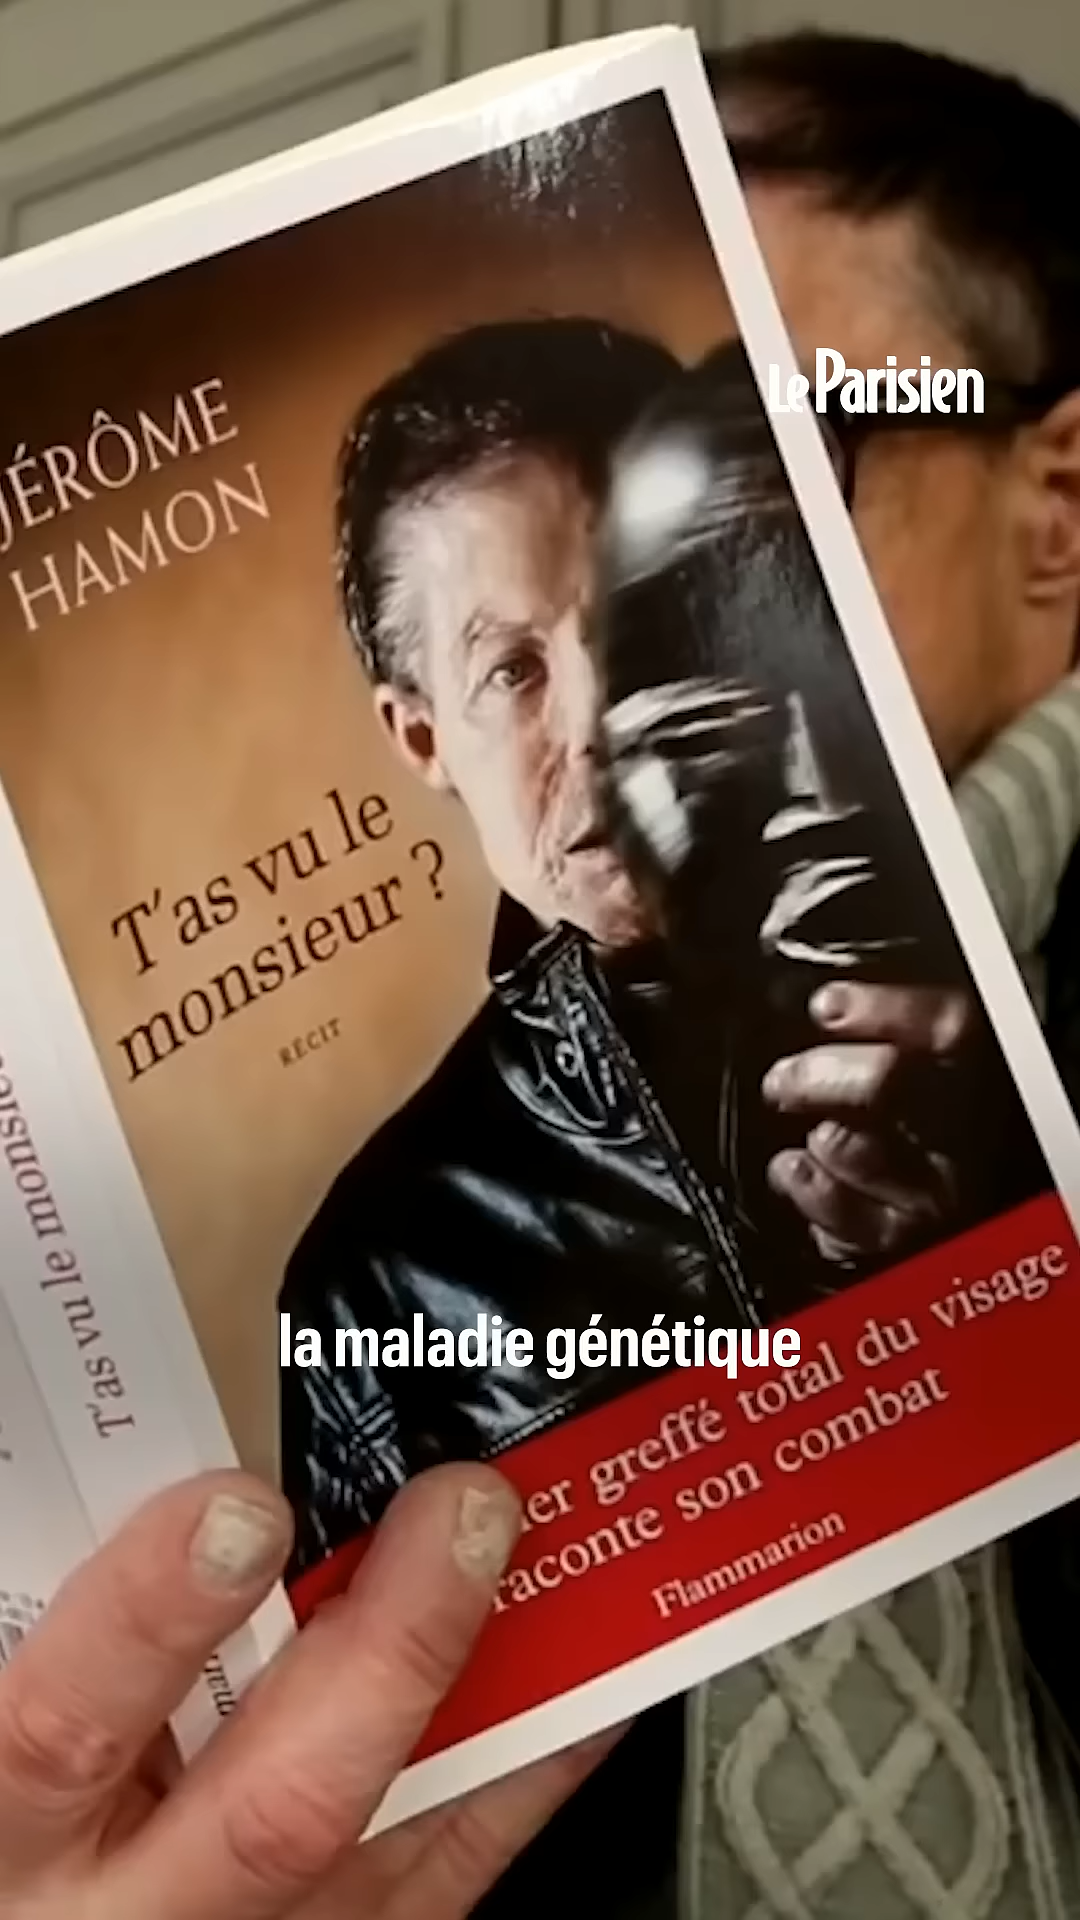 Le Parisien
JÉRÔME
HAMON
T'as vu le
monsieur ?
RÉCIT
T'as vu le
la maladie génétique
greffé total du visage
raconte son combat
Flammarion